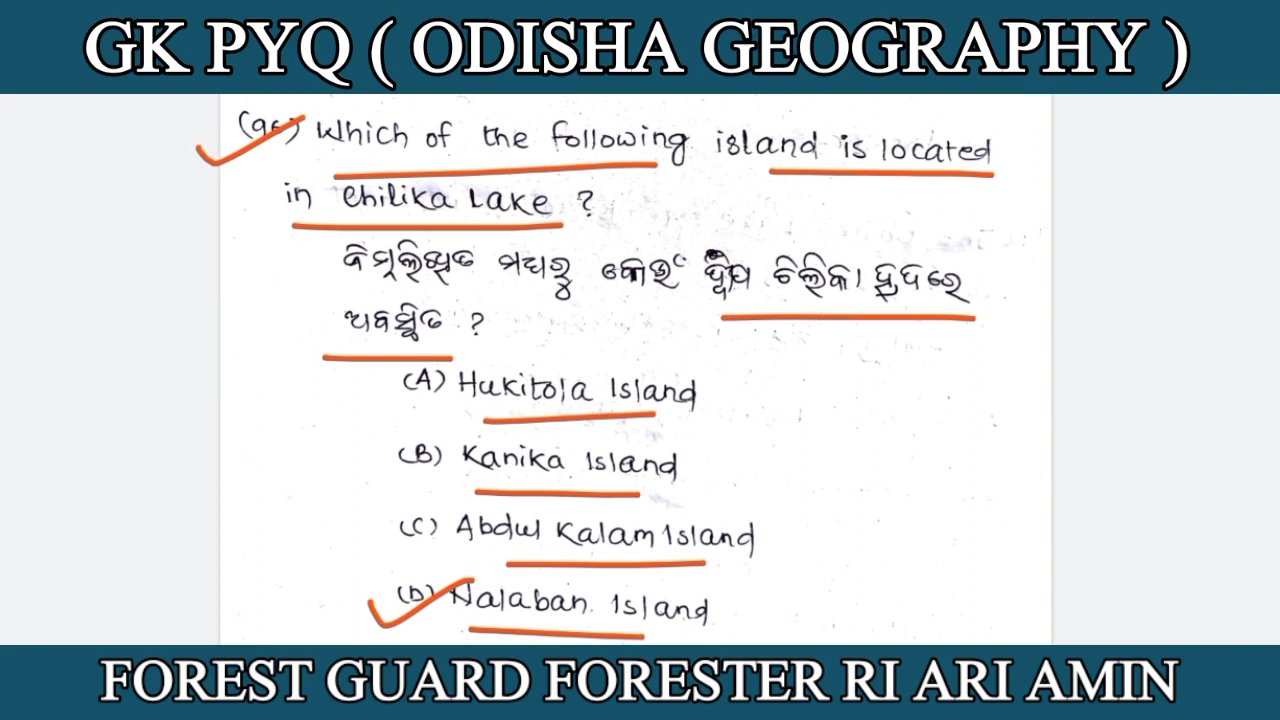 GK PYQ ( ODISHA GEOGRAPHY )
Which of the following island is located
in Chilika Lake ?
ନିମ୍ନଲିଖିତ ମଧ୍ୟରୁ କେଉଁ ଦ୍ୱୀପ ଚିଲିକା ହ୍ରଦରେ
ଅବସ୍ଥିତ ?
(A) Hukitola Island
(B) Kanika Island
(C) Abdul Kalam Island
(D) Nalaban Island
FOREST GUARD FORESTER RI ARI AMIN